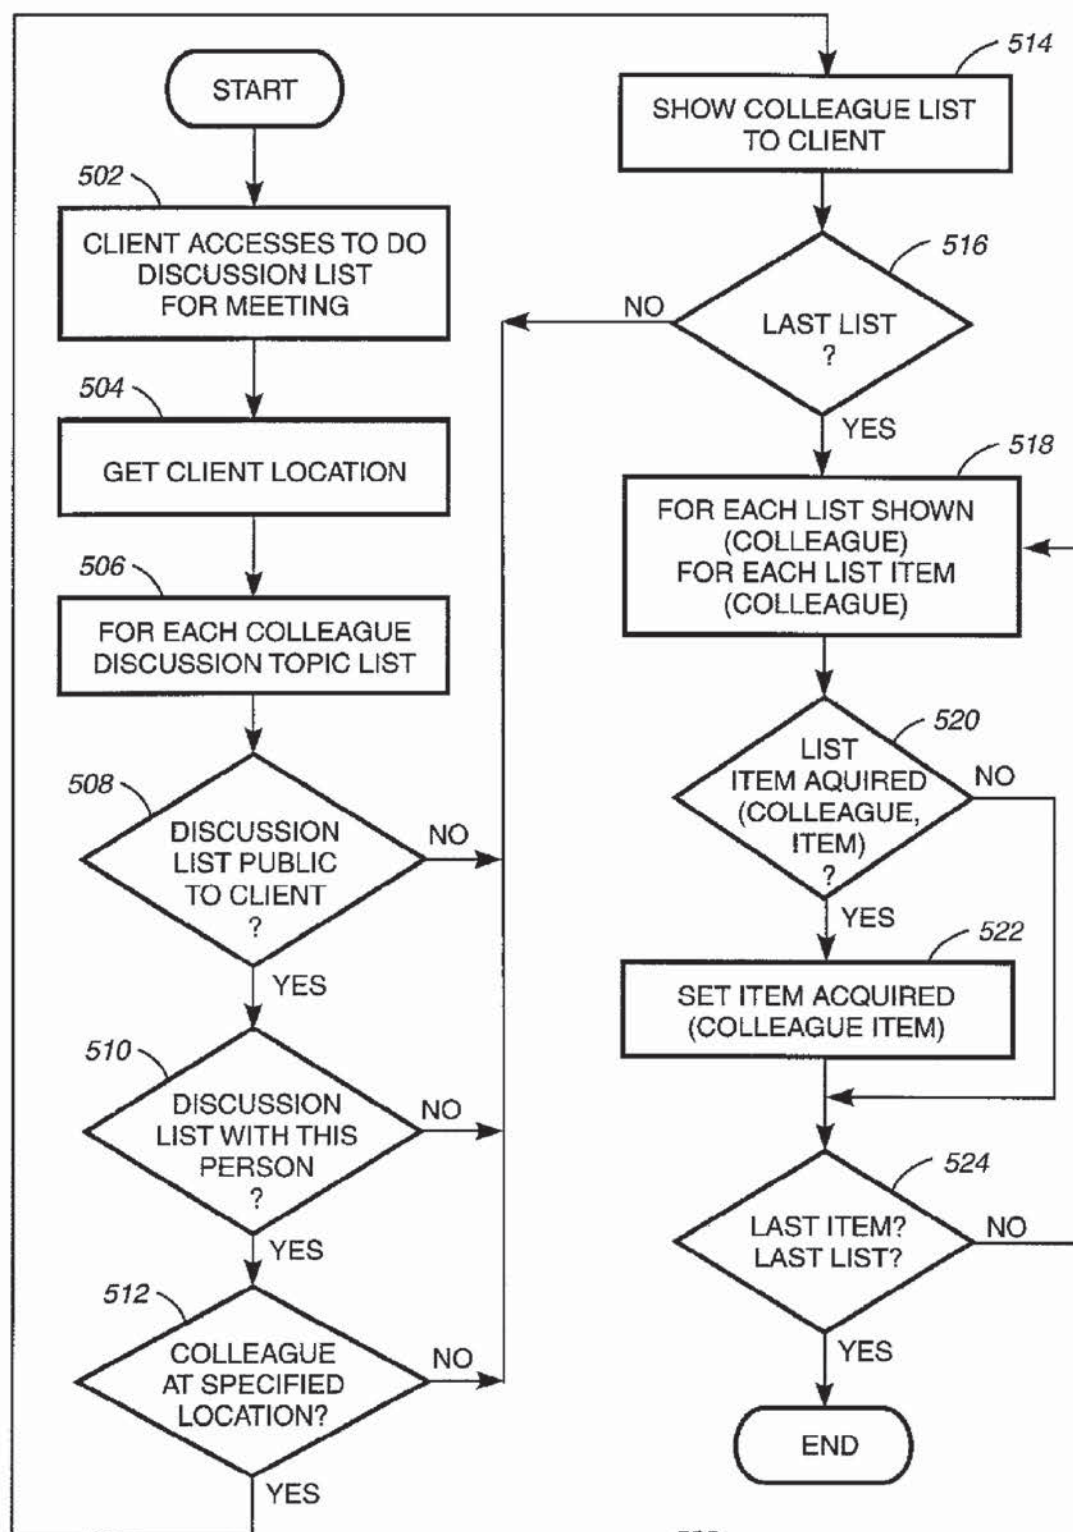 START
502
CLIENT ACCESSES TO DO
DISCUSSION LIST
FOR MEETING
504
GET CLIENT LOCATION
506
FOR EACH COLLEAGUE
DISCUSSION TOPIC LIST
508
DISCUSSION
LIST PUBLIC
TO CLIENT
?
NO
YES
510
DISCUSSION
LIST WITH THIS
PERSON
?
NO
YES
512
COLLEAGUE
AT SPECIFIED
LOCATION?
NO
YES
514
SHOW COLLEAGUE LIST
TO CLIENT
516
LAST LIST
?
NO
YES
518
FOR EACH LIST SHOWN
(COLLEAGUE)
FOR EACH LIST ITEM
(COLLEAGUE)
520
LIST
ITEM AQUIRED
(COLLEAGUE,
ITEM)
?
NO
YES
522
SET ITEM ACQUIRED
(COLLEAGUE ITEM)
524
LAST ITEM?
LAST LIST?
NO
YES
END